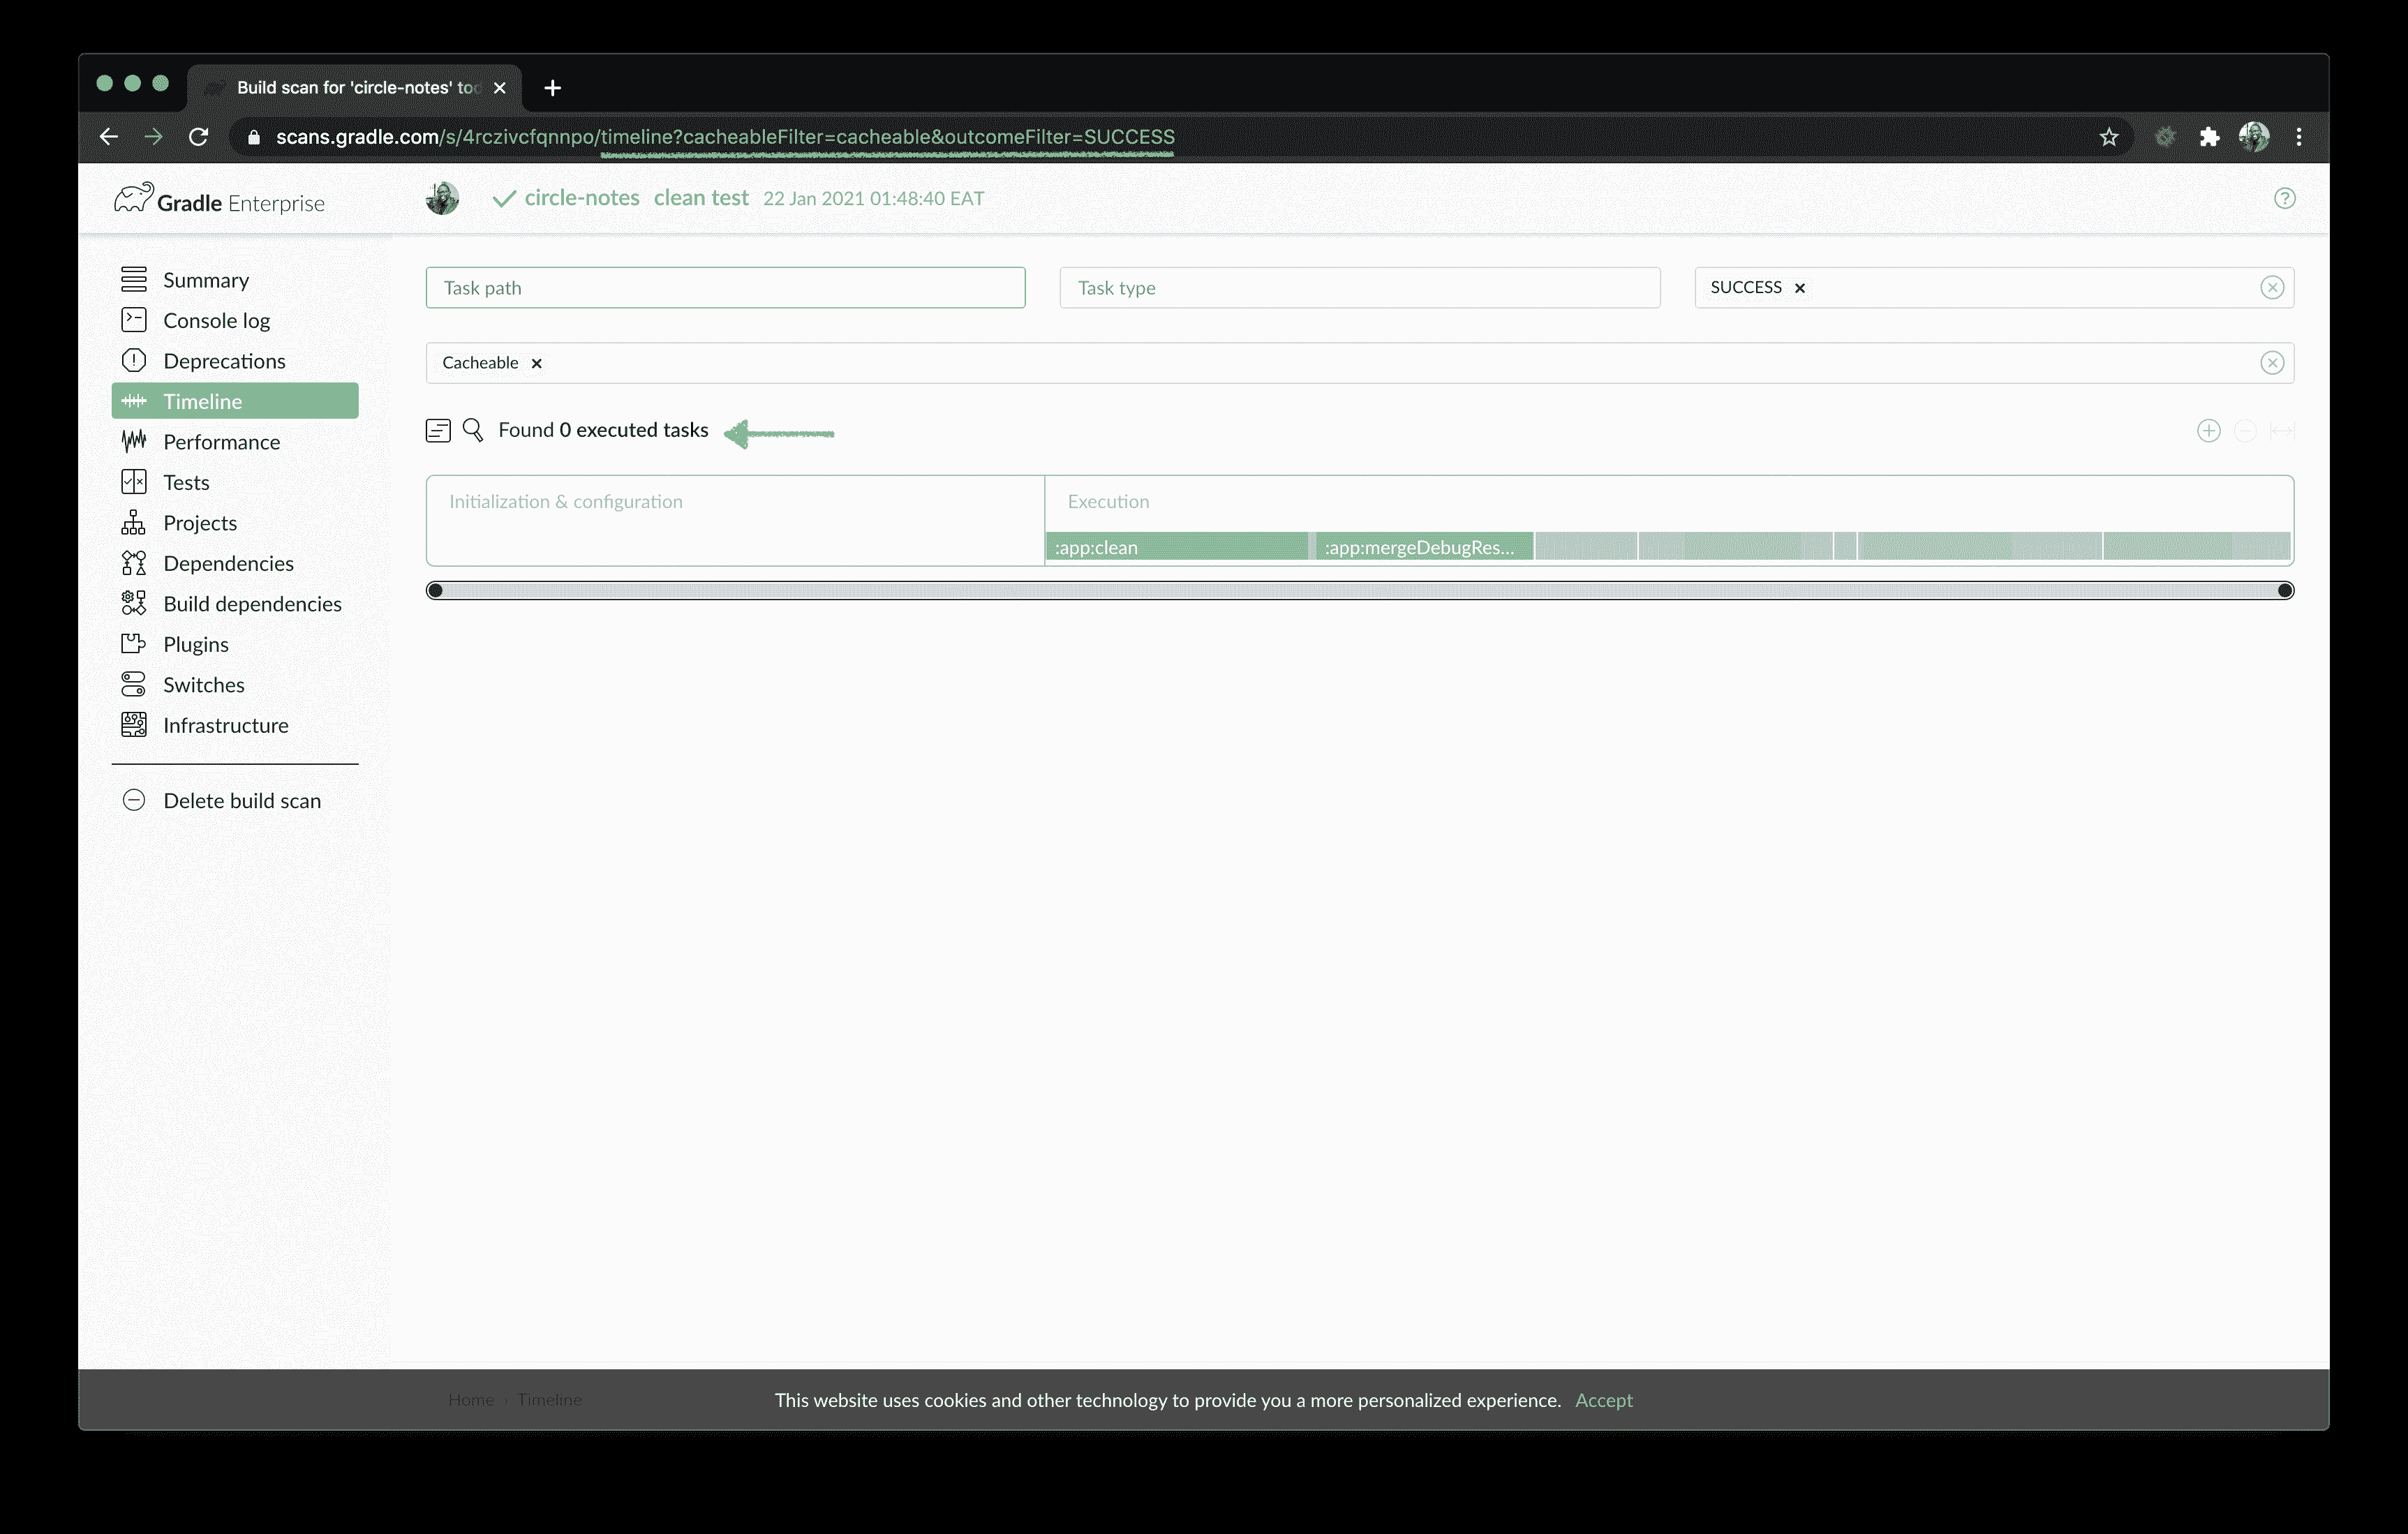 Build scan for 'circle-notes' tod
scans.gradle.com/s/4rczivcfqnnpo/timeline?cacheableFilter=cacheable&outcomeFilter=SUCCESS
Gradle Enterprise
circle-notes clean test 22 Jan 2021 01:48:40 EAT
Summary
Console log
Deprecations
Timeline
Performance
Tests
Projects
Dependencies
Build dependencies
Plugins
Switches
Infrastructure
Delete build scan
Task path
Task type
SUCCESS
Cacheable
Found 0 executed tasks
Initialization & configuration
Execution
:app:clean
:app:mergeDebugRes...
Home › Timeline
This website uses cookies and other technology to provide you a more personalized experience. Accept